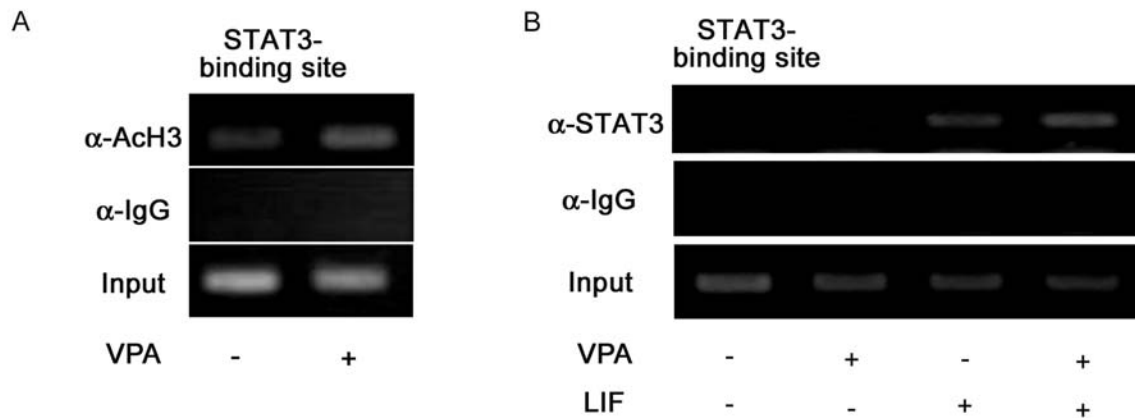 A
STAT3-
binding site
α-AcH3
α-IgG
Input
VPA - +
B
STAT3-
binding site
α-STAT3
α-IgG
Input
VPA - + - +
LIF - - + +